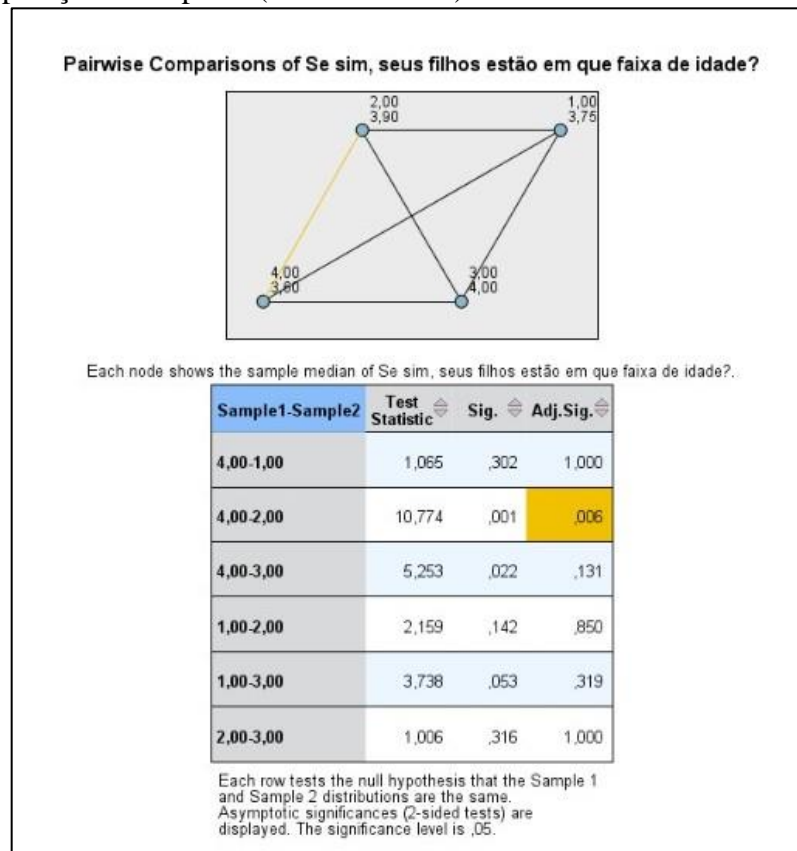 Pairwise Comparisons of Se sim, seus filhos estão em que faixa de idade?
2,00
3,90
1,00
3,75
4,00
3,60
3,00
4,00
Each node shows the sample median of Se sim, seus filhos estão em que faixa de idade?.
Sample1-Sample2 Test Statistic Sig. Adj.Sig.
4,00-1,00 1,065 ,302 1,000
4,00-2,00 10,774 ,001 ,006
4,00-3,00 5,253 ,022 ,131
1,00-2,00 2,159 ,142 ,850
1,00-3,00 3,738 ,053 ,319
2,00-3,00 1,006 ,316 1,000
Each row tests the null hypothesis that the Sample 1
and Sample 2 distributions are the same.
Asymptotic significances (2-sided tests) are
displayed. The significance level is ,05.